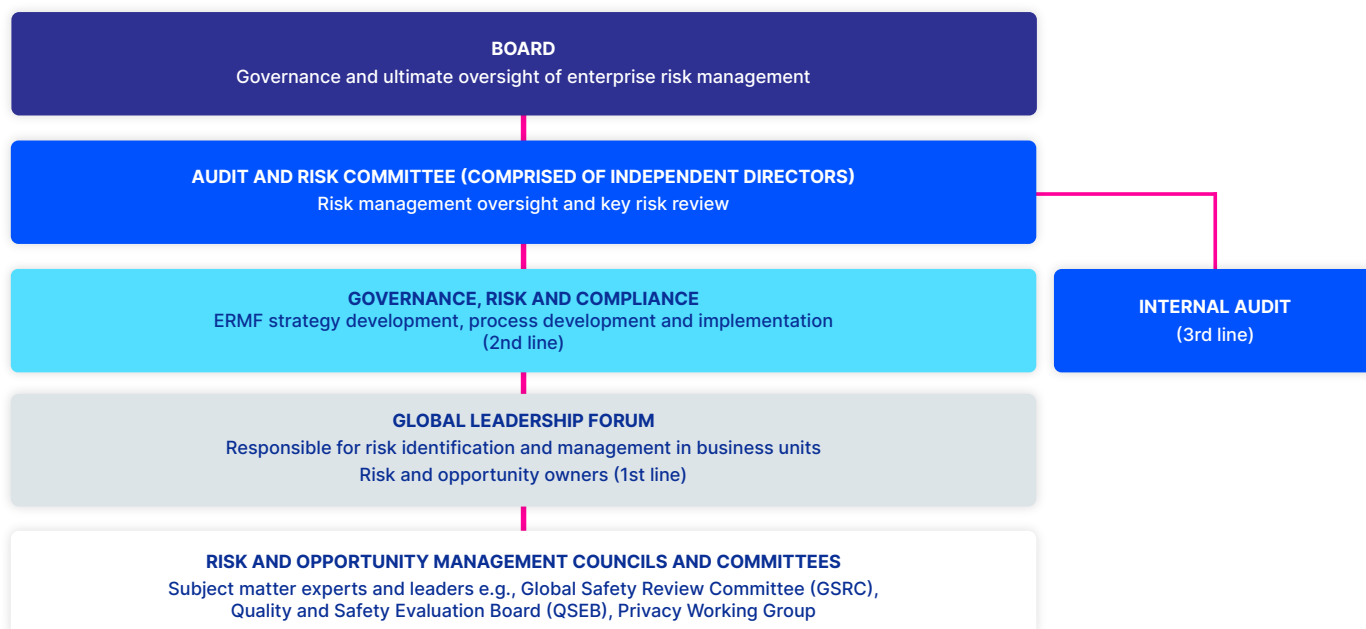 BOARD
Governance and ultimate oversight of enterprise risk management
AUDIT AND RISK COMMITTEE (COMPRISED OF INDEPENDENT DIRECTORS)
Risk management oversight and key risk review
GOVERNANCE, RISK AND COMPLIANCE
ERMF strategy development, process development and implementation
(2nd line)
INTERNAL AUDIT
(3rd line)
GLOBAL LEADERSHIP FORUM
Responsible for risk identification and management in business units
Risk and opportunity owners (1st line)
RISK AND OPPORTUNITY MANAGEMENT COUNCILS AND COMMITTEES
Subject matter experts and leaders e.g., Global Safety Review Committee (GSRC),
Quality and Safety Evaluation Board (QSEB), Privacy Working Group